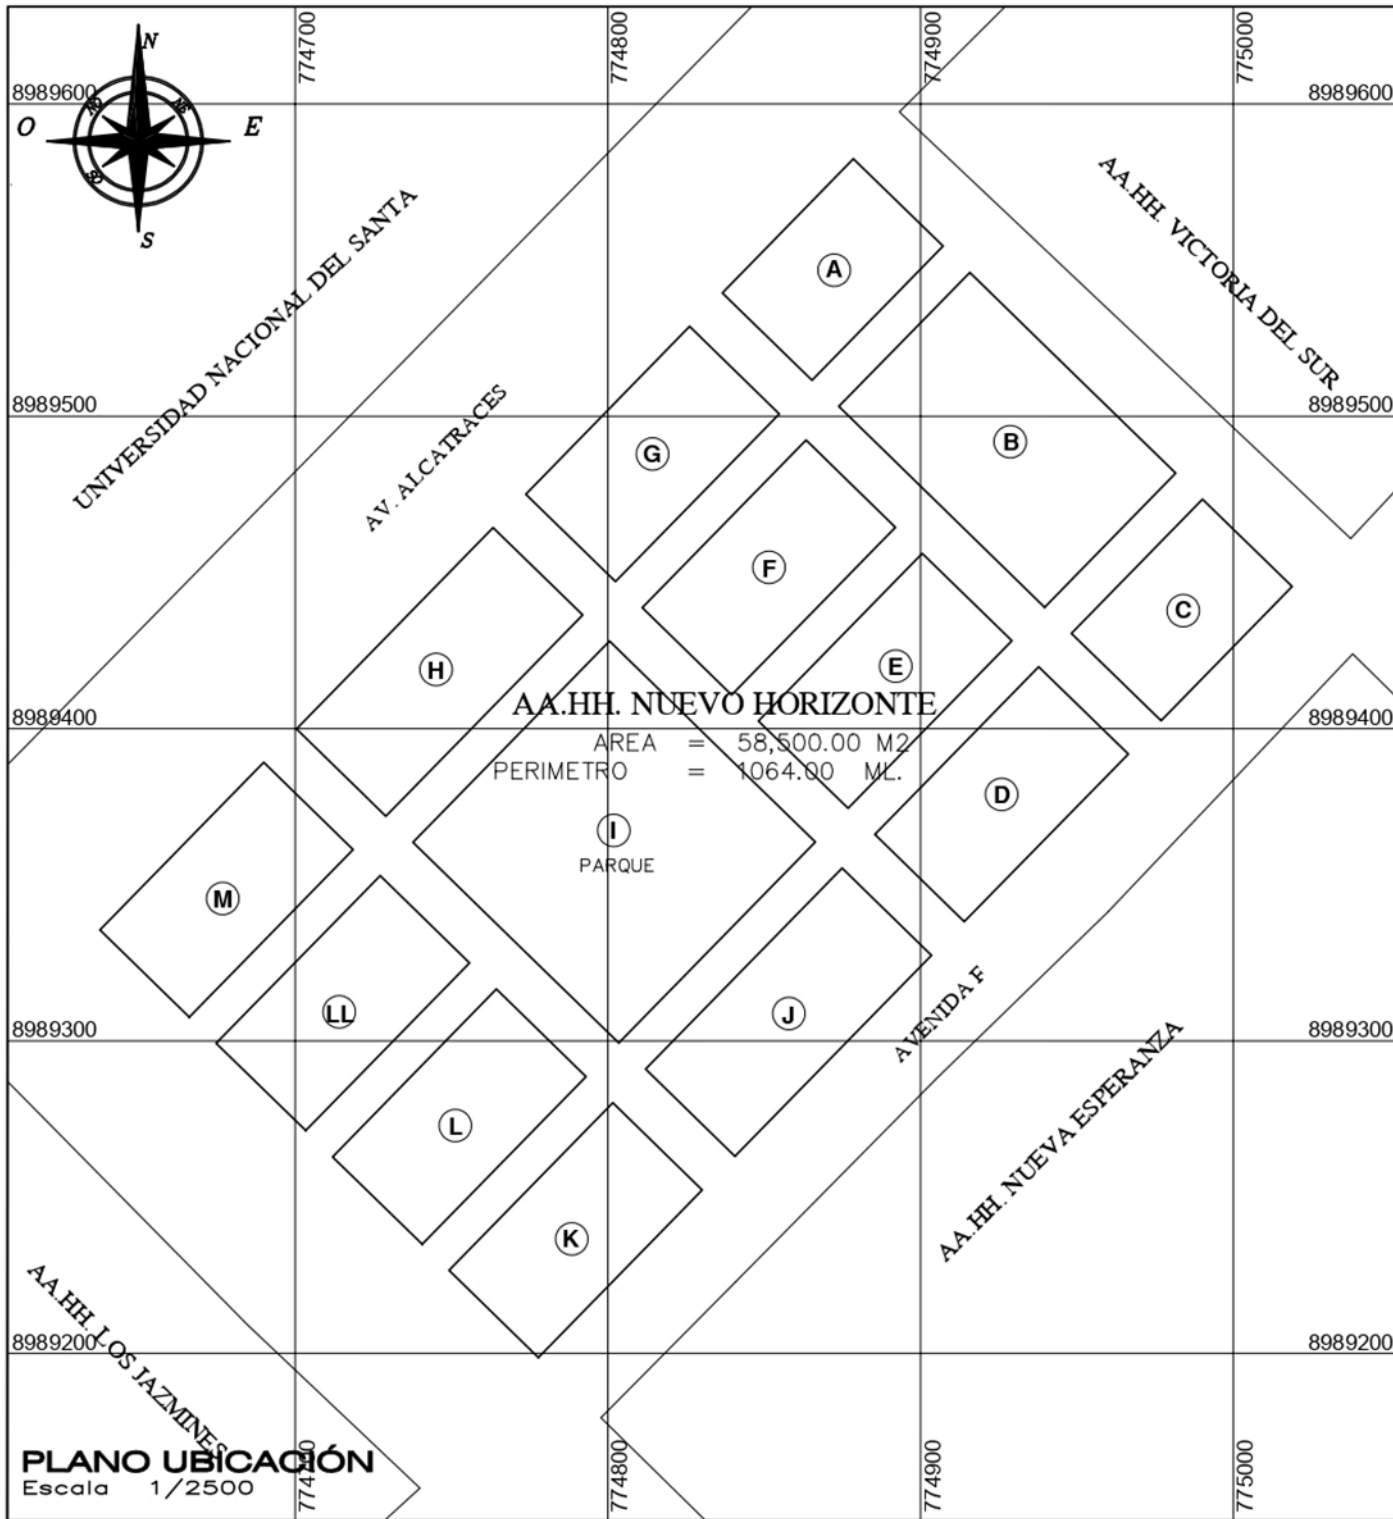 774700
774800
774900
775000
N
NO
NE
O
E
SO
S
8989600
8989600
AA.HH. VICTORIA DEL SUR
UNIVERSIDAD NACIONAL DEL SANTA
A
AV. ALCATRACES
8989500
8989500
B
G
F
C
E
H
AA.HH. NUEVO HORIZONTE
8989400
8989400
AREA = 58,500.00 M2
PERIMETRO = 1064.00 ML.
D
I
PARQUE
M
LL
J
AVENIDA F
8989300
8989300
AA.HH. NUEVA ESPERANZA
L
K
AA.HH. LOS JAZMINES
8989200
8989200
PLANO UBICACIÓN
Escala 1/2500
774700
774800
774900
775000